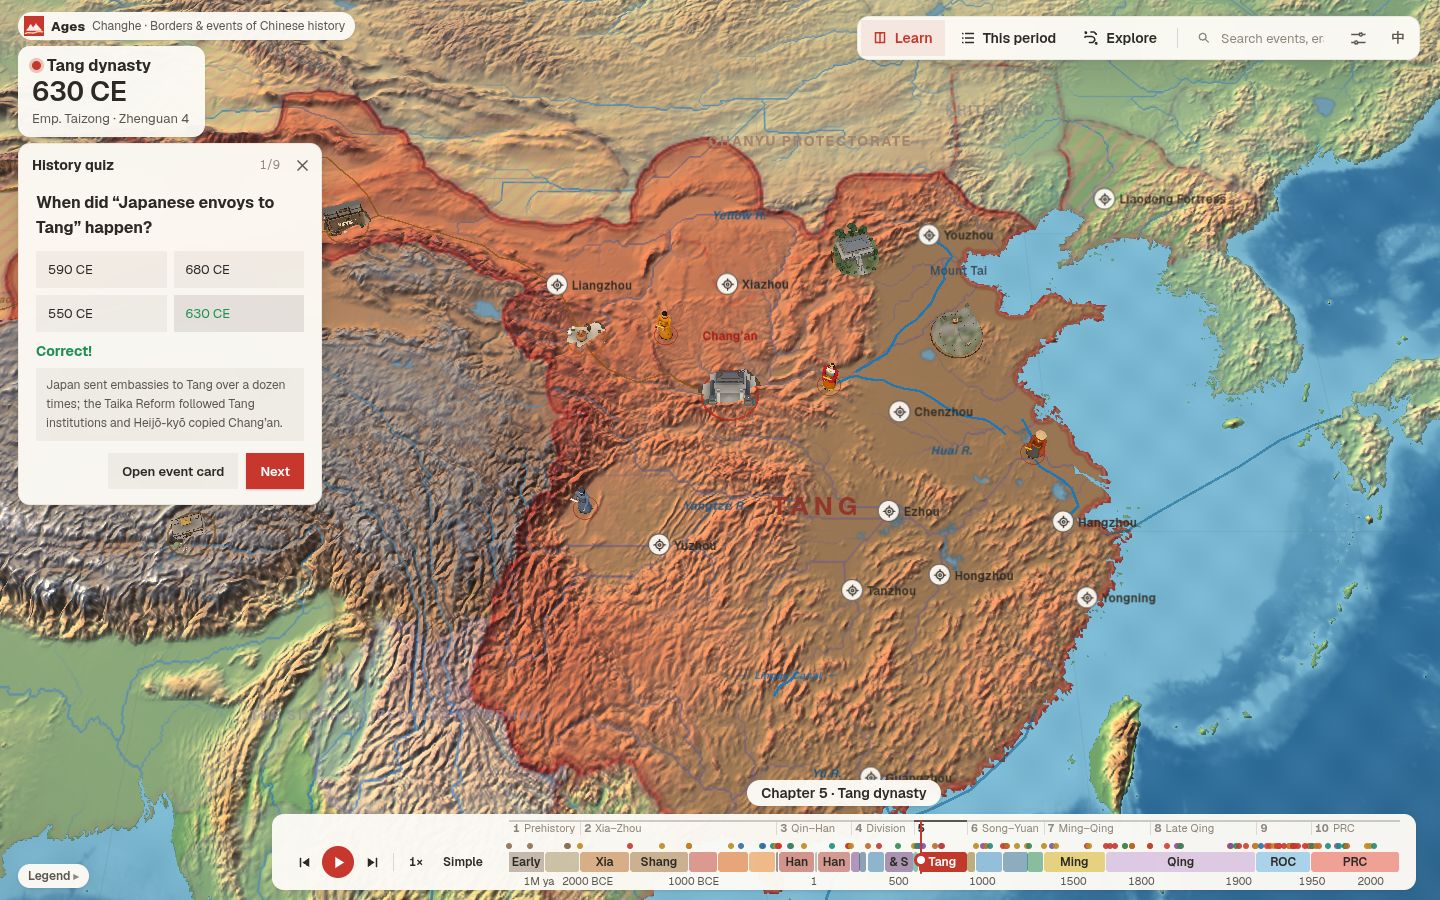 Ages Changhe · Borders & events of Chinese history
Learn
This period
Explore
Search events, er
中
Tang dynasty
630 CE
Emp. Taizong · Zhenguan 4
History quiz
1/9
When did “Japanese envoys to
Tang” happen?
590 CE
680 CE
550 CE
630 CE
Correct!
Japan sent embassies to Tang over a dozen
times; the Taika Reform followed Tang
institutions and Heijō-kyō copied Chang'an.
Open event card
Next
Yellow R.
Liaodong Fortress
Youzhou
Mount Tai
Liangzhou
Xiazhou
Chang'an
Chenzhou
Huai R.
Yangtze R.
TANG
Ezhou
Hangzhou
Yuzhou
Hongzhou
Tanzhou
Yongning
Guangzhou
Chapter 5 · Tang dynasty
1 Prehistory
2 Xia–Zhou
3 Qin–Han
4 Division
5
6 Song–Yuan
7 Ming–Qing
8 Late Qing
9
10 PRC
1×
Simple
Early
Xia
Shang
Han
Han
& S
Tang
Ming
Qing
ROC
PRC
1M ya
2000 BCE
1000 BCE
1
500
1000
1500
1800
1900
1950
2000
Legend ▸